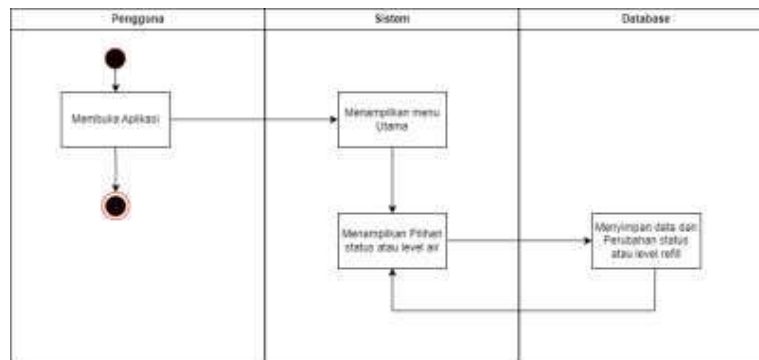 Pengguna
Sistem
Database
Membuka Aplikasi
Menampilkan menu
Utama
Menampilkan Pilihan
status atau level air
Menyimpan data dan
Perubahan status
atau level refill